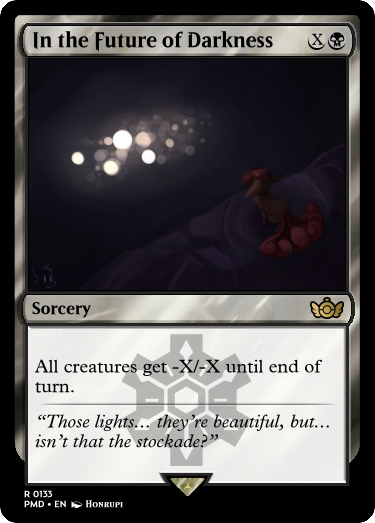 In the Future of Darkness X
Sorcery
All creatures get -X/-X until end of
turn.
“Those lights… they’re beautiful, but…
isn’t that the stockade?”
R 0133
PMD • EN Honrupi